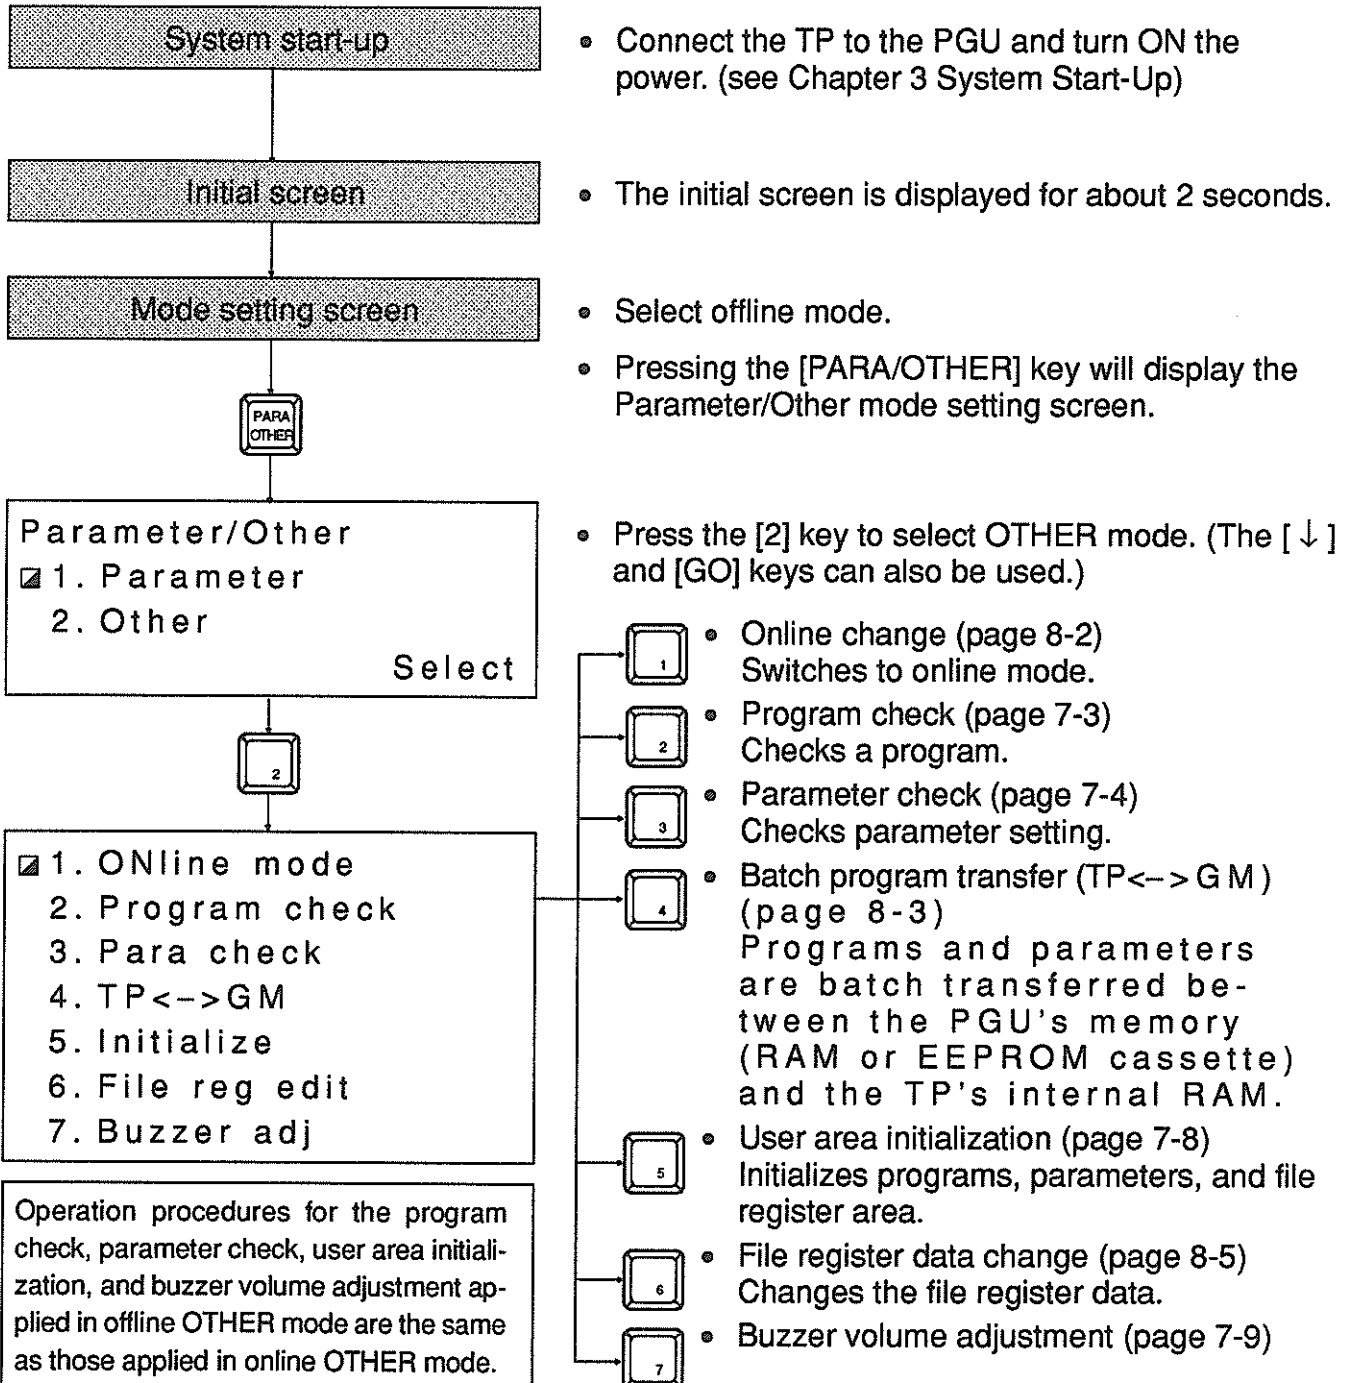 System start-up
• Connect the TP to the PGU and turn ON the
power. (see Chapter 3 System Start-Up)
Initial screen
• The initial screen is displayed for about 2 seconds.
Mode setting screen
• Select offline mode.
• Pressing the [PARA/OTHER] key will display the
Parameter/Other mode setting screen.
PARA
OTHER
Parameter/Other
1. Parameter
2. Other
Select
• Press the [2] key to select OTHER mode. (The [↓]
and [GO] keys can also be used.)
2
1. ONline mode
2. Program check
3. Para check
4. TP<->GM
5. Initialize
6. File reg edit
7. Buzzer adj
Operation procedures for the program
check, parameter check, user area initiali-
zation, and buzzer volume adjustment ap-
plied in offline OTHER mode are the same
as those applied in online OTHER mode.
1
• Online change (page 8-2)
Switches to online mode.
2
• Program check (page 7-3)
Checks a program.
3
• Parameter check (page 7-4)
Checks parameter setting.
4
• Batch program transfer (TP<->GM)
(page 8-3)
Programs and parameters
are batch transferred be-
tween the PGU's memory
(RAM or EEPROM cassette)
and the TP's internal RAM.
5
• User area initialization (page 7-8)
Initializes programs, parameters, and file
register area.
6
• File register data change (page 8-5)
Changes the file register data.
7
• Buzzer volume adjustment (page 7-9)